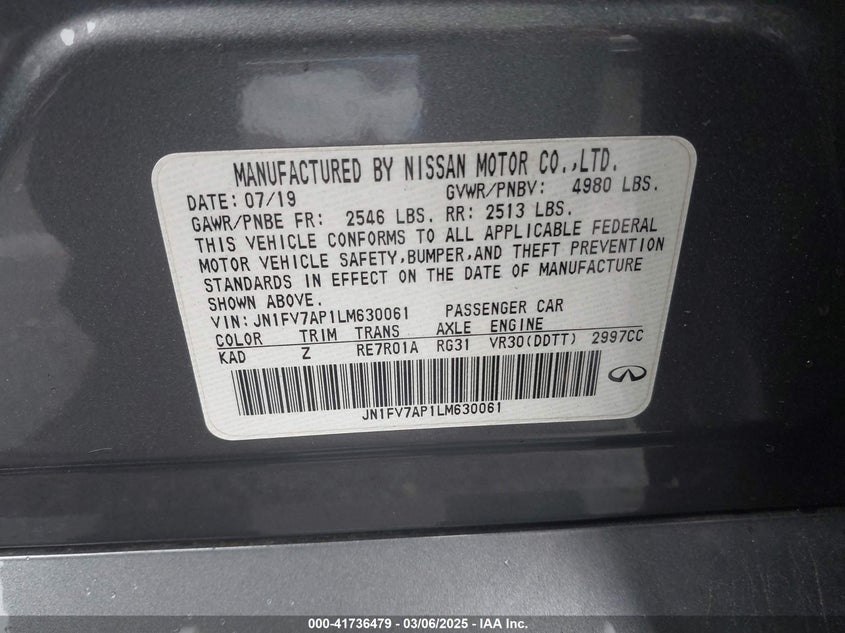 MANUFACTURED BY NISSAN MOTOR CO.,LTD.
DATE: 07/19 GVWR/PNBV: 4980 LBS.
GAWR/PNBE FR: 2546 LBS. RR: 2513 LBS.
THIS VEHICLE CONFORMS TO ALL APPLICABLE FEDERAL
MOTOR VEHICLE SAFETY,BUMPER,AND THEFT PREVENTION
STANDARDS IN EFFECT ON THE DATE OF MANUFACTURE
SHOWN ABOVE.
VIN:JN1FV7AP1LM630061 PASSENGER CAR
COLOR TRIM TRANS AXLE ENGINE
KAD Z RE7R01A RG31 VR30(DDTT) 2997CC
JN1FV7AP1LM630061
000-41736479 - 03/06/2025 - IAA Inc.